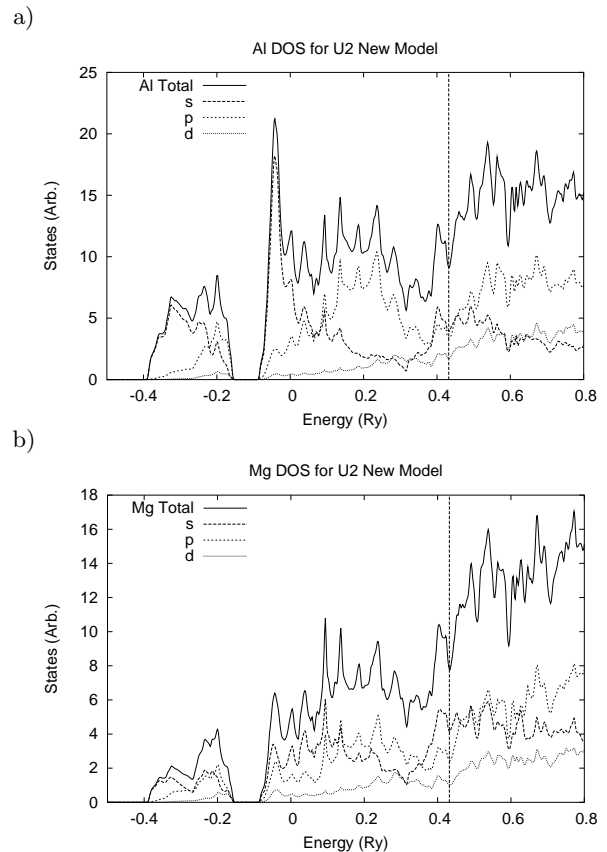 a)
Al DOS for U2 New Model
25
20
15
10
5
0
States (Arb.)
Al Total
s
p
d
-0.4 -0.2 0 0.2 0.4 0.6 0.8
Energy (Ry)
b)
Mg DOS for U2 New Model
18
16
14
12
10
8
6
4
2
0
States (Arb.)
Mg Total
s
p
d
-0.4 -0.2 0 0.2 0.4 0.6 0.8
Energy (Ry)